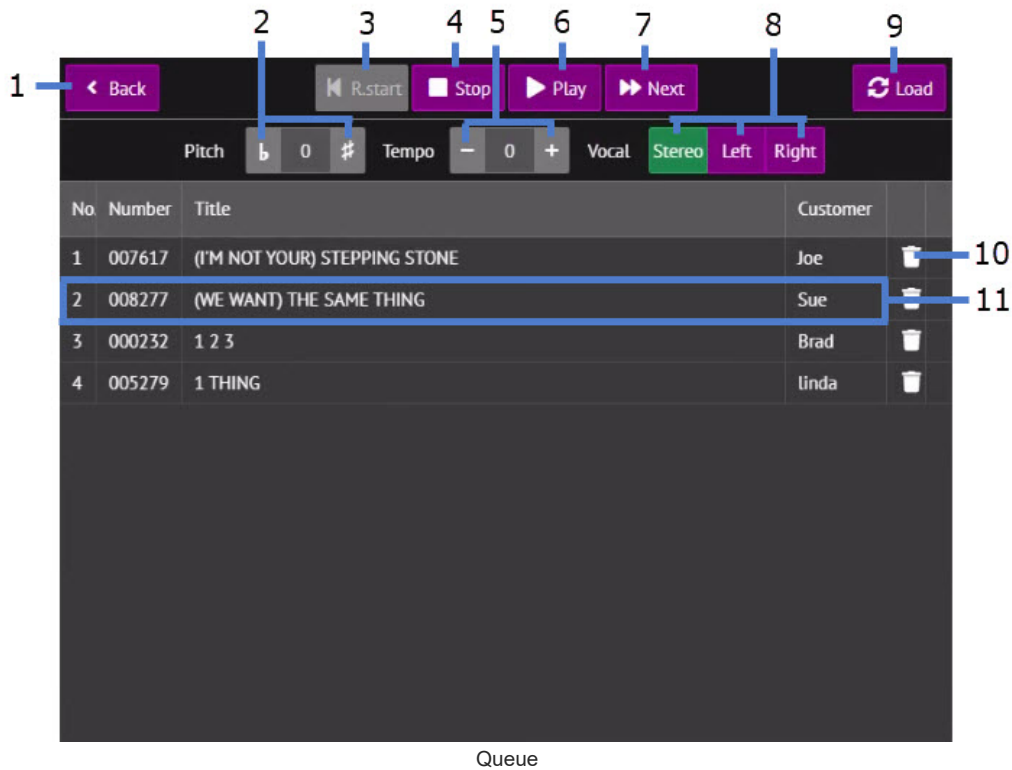 2 3 4 5 6 7 8 9
1 Back R.start Stop Play Next Load
Pitch ♭ 0 ♯ Tempo − 0 + Vocal Stereo Left Right
No. Number Title Customer
1 007617 (I'M NOT YOUR) STEPPING STONE Joe 10
2 008277 (WE WANT) THE SAME THING Sue 11
3 000232 1 2 3 Brad
4 005279 1 THING linda
Queue